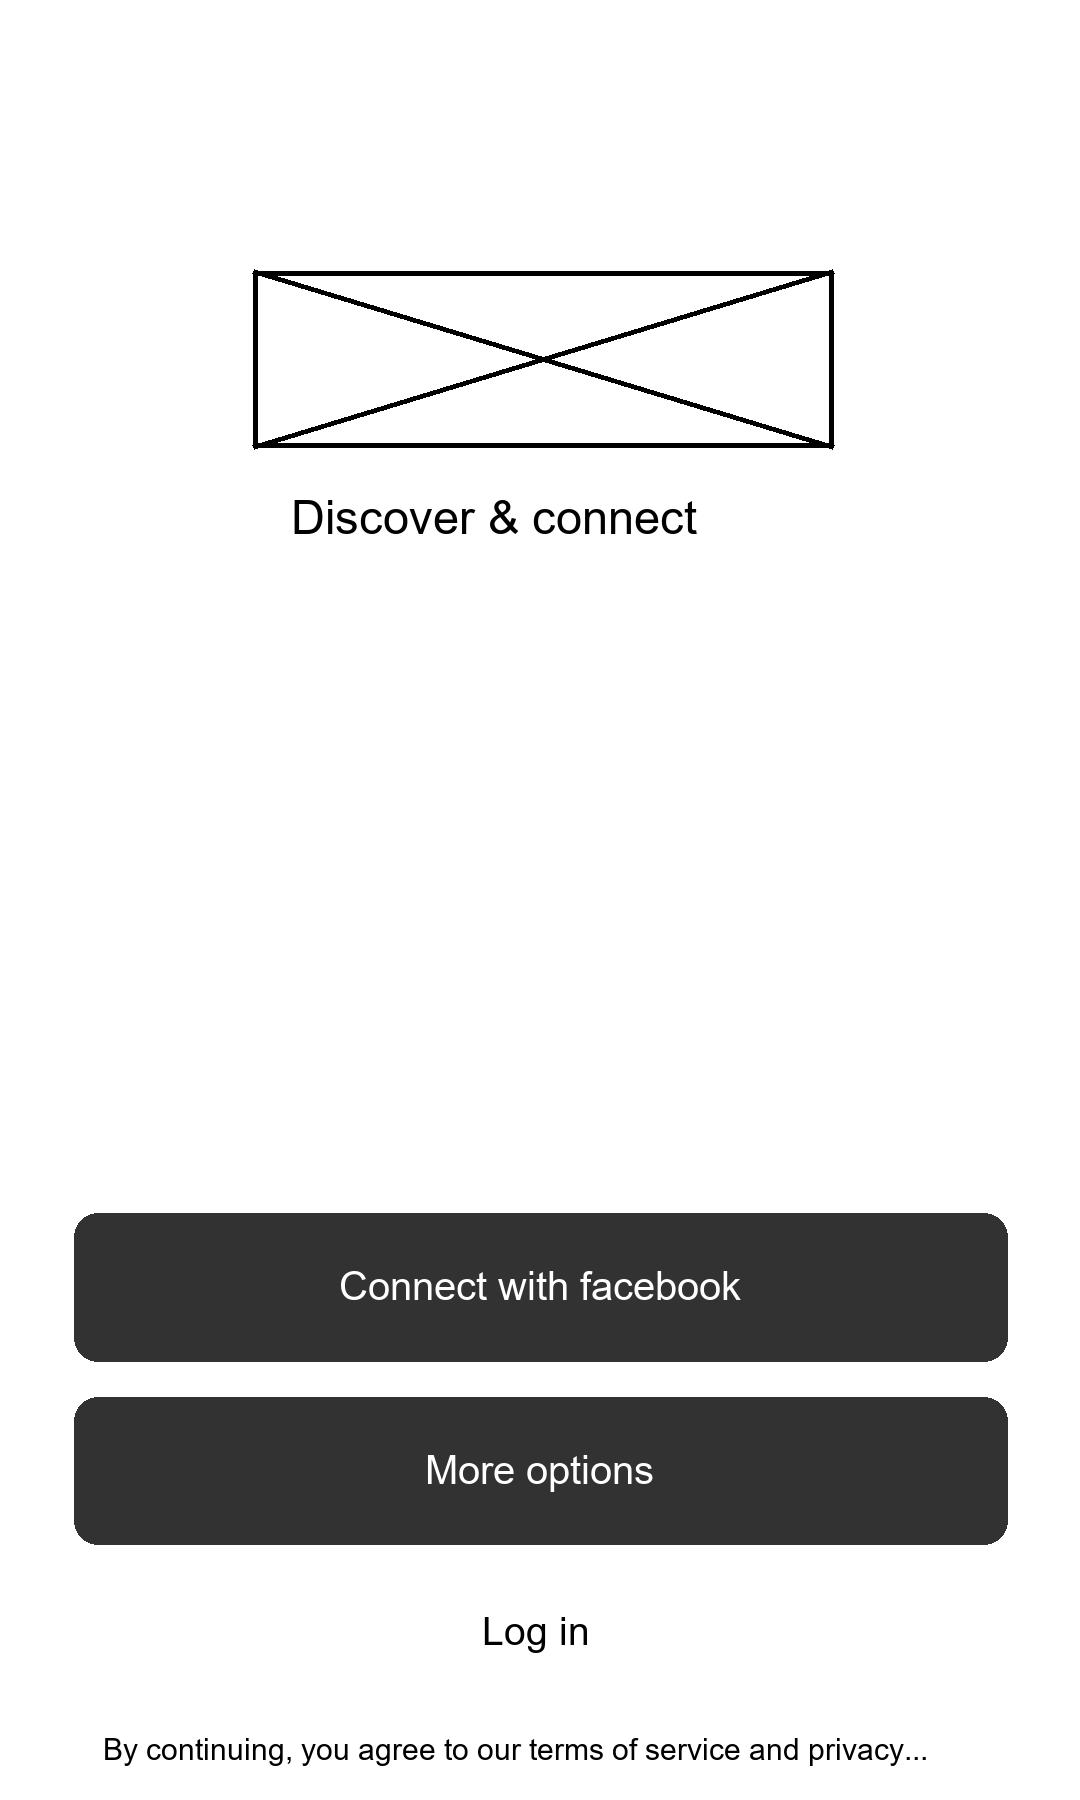 Discover & connect
Connect with facebook
More options
Log in
By continuing, you agree to our terms of service and privacy...